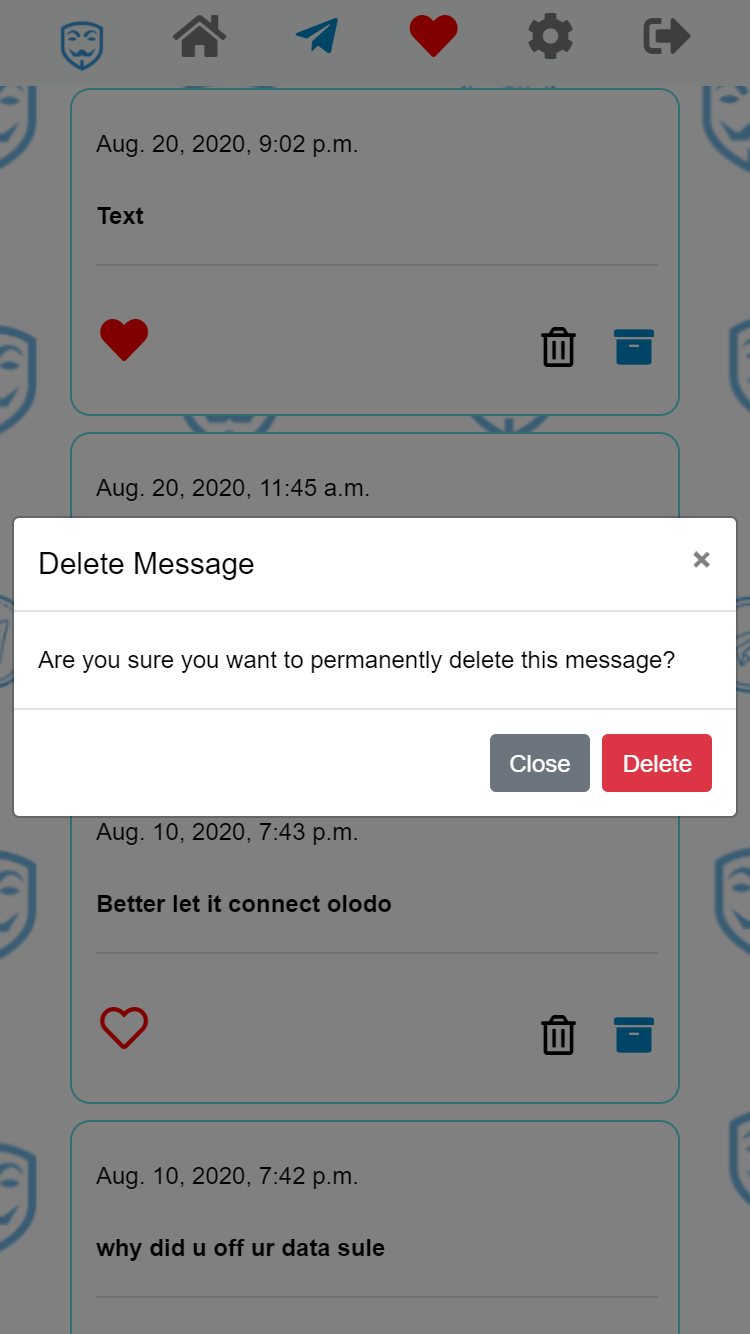 Aug. 20, 2020, 9:02 p.m.
Text
Aug. 20, 2020, 11:45 a.m.
Delete Message
×
Are you sure you want to permanently delete this message?
Close Delete
Aug. 10, 2020, 7:43 p.m.
Better let it connect olodo
Aug. 10, 2020, 7:42 p.m.
why did u off ur data sule